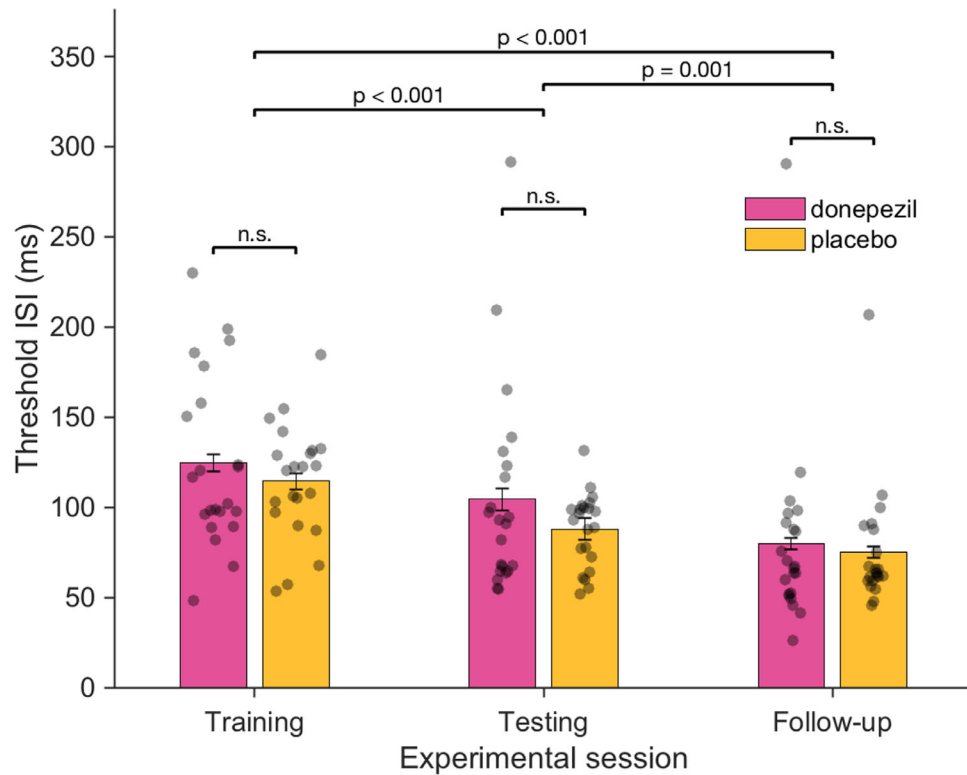 p < 0.001
p = 0.001
p < 0.001
n.s.
n.s.
n.s.
donepezil
placebo
350
300
250
200
150
100
50
0
Threshold ISI (ms)
Training
Testing
Follow-up
Experimental session